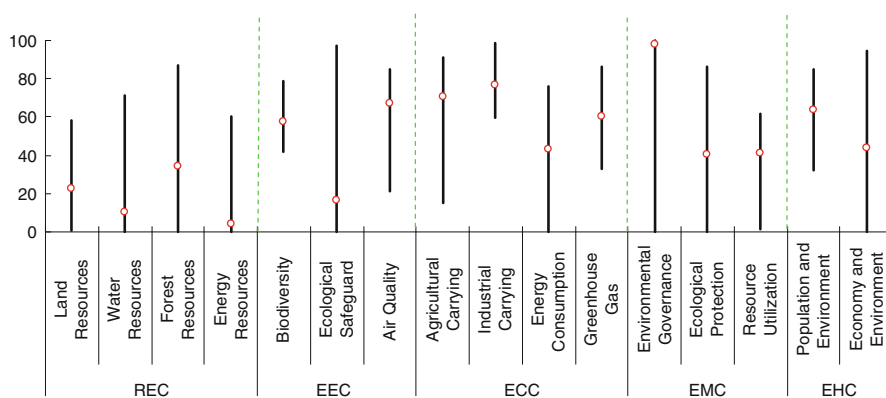 100
80
60
40
20
0
Land
Resources
Water
Resources
Forest
Resources
Energy
Resources
Biodiversity
Ecological
Safeguard
Air Quality
Agricultural
Carrying
Industrial
Carrying
Energy
Consumption
Greenhouse
Gas
Environmental
Governance
Ecological
Protection
Resource
Utilization
Population and
Environment
Economy and
Environment
REC
EEC
ECC
EMC
EHC